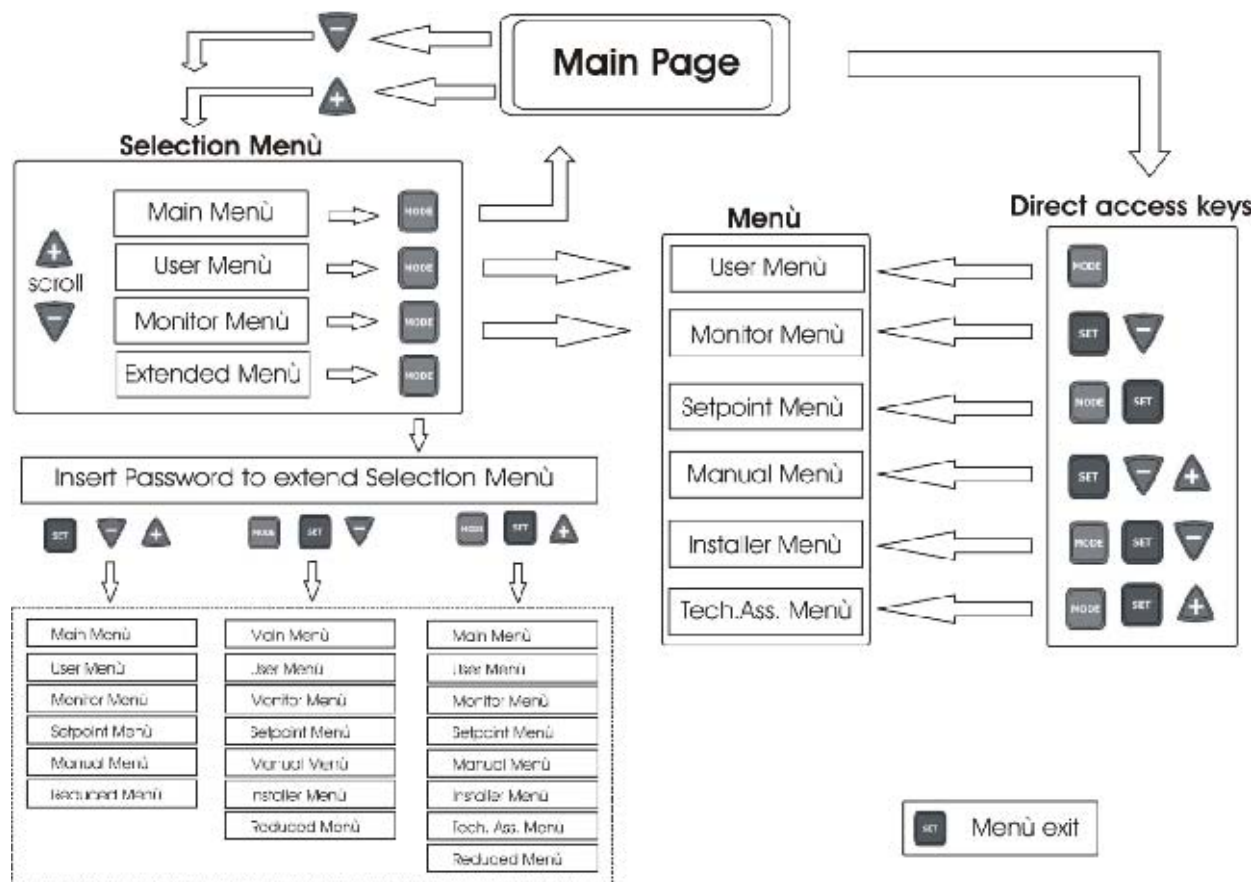 Main Page
Selection Menù
Main Menù
MODE
User Menù
MODE
scroll
Monitor Menù
MODE
Extended Menù
MODE
Insert Password to extend Selection Menù
SET
MODE SET
MODE SET
Main Menù
User Menù
Monitor Menù
Setpoint Menù
Manual Menù
Reduced Menù
Main Menù
User Menù
Monitor Menù
Setpoint Menù
Manual Menù
Installer Menù
Reduced Menù
Main Menù
User Menù
Monitor Menù
Setpoint Menù
Manual Menù
Installer Menù
Tech. Ass. Menù
Reduced Menù
Menù
User Menù
Monitor Menù
Setpoint Menù
Manual Menù
Installer Menù
Tech.Ass. Menù
Direct access keys
MODE
SET
MODE SET
SET
MODE SET
MODE SET
SET Menù exit